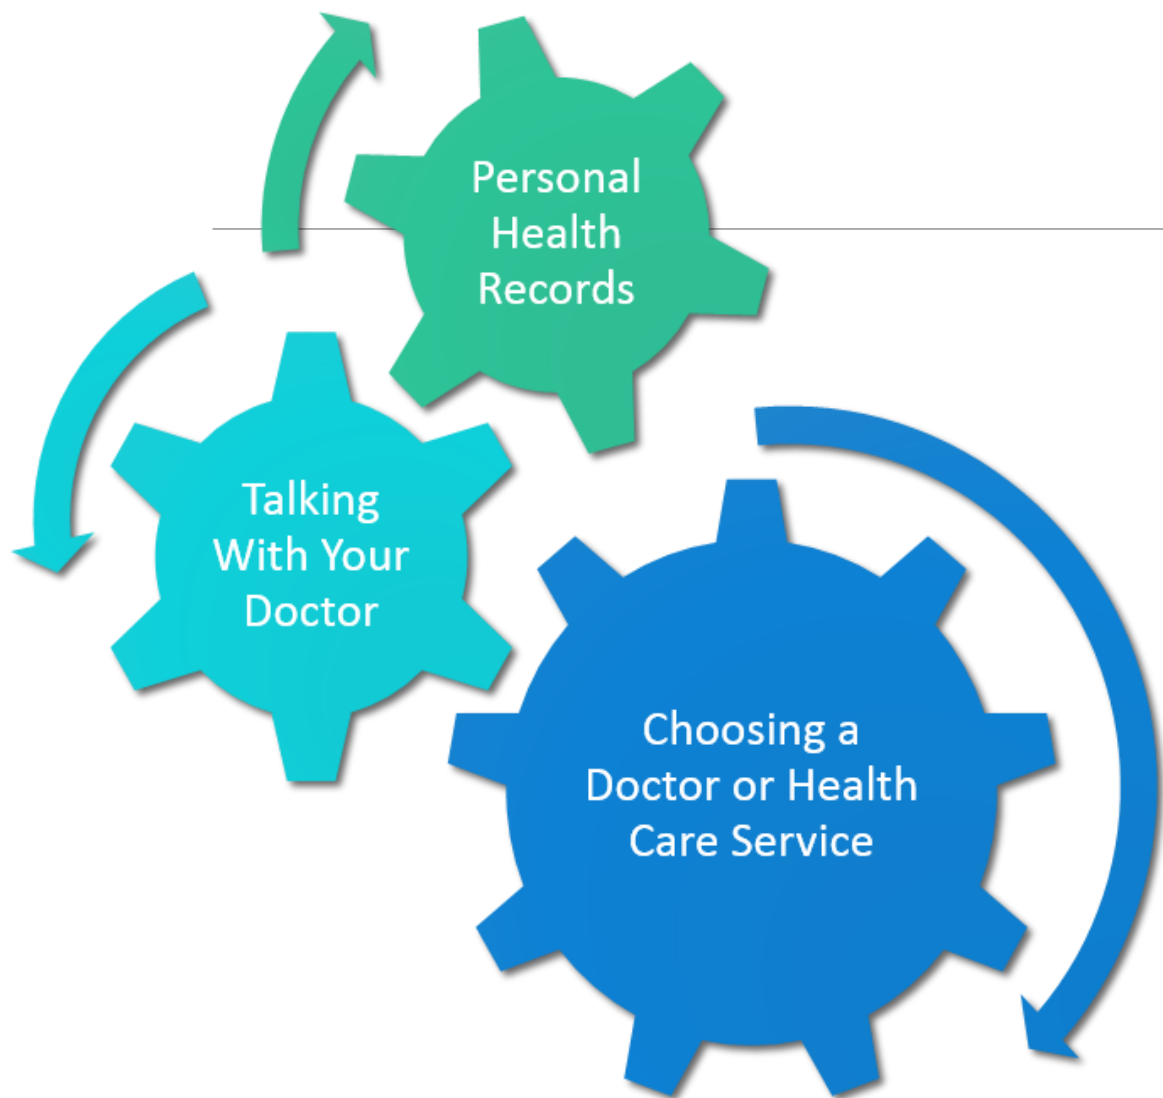 Personal
Health
Records
Talking
With Your
Doctor
Choosing a
Doctor or Health
Care Service